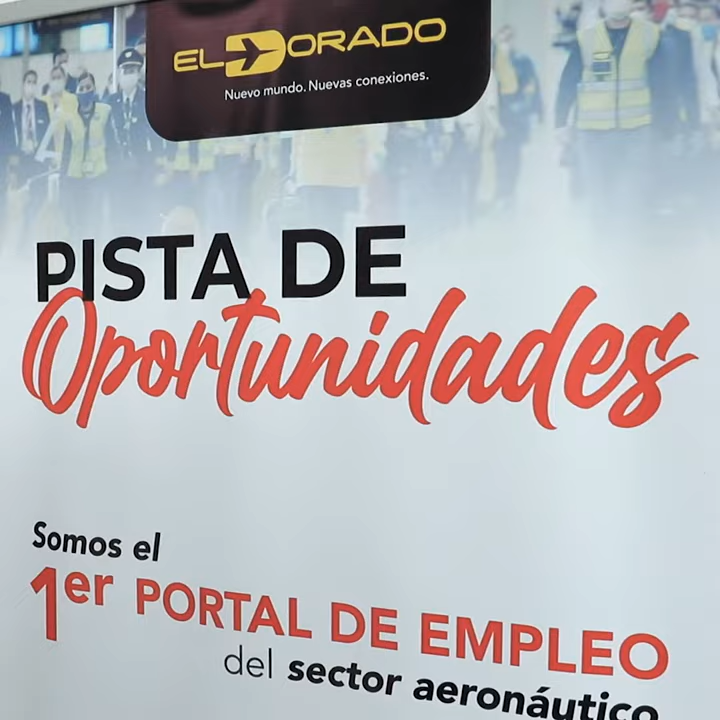 EL DORADO
Nuevo mundo. Nuevas conexiones.
PISTA DE
Oportunidades
Somos el
1er PORTAL DE EMPLEO
del sector aeronáutico